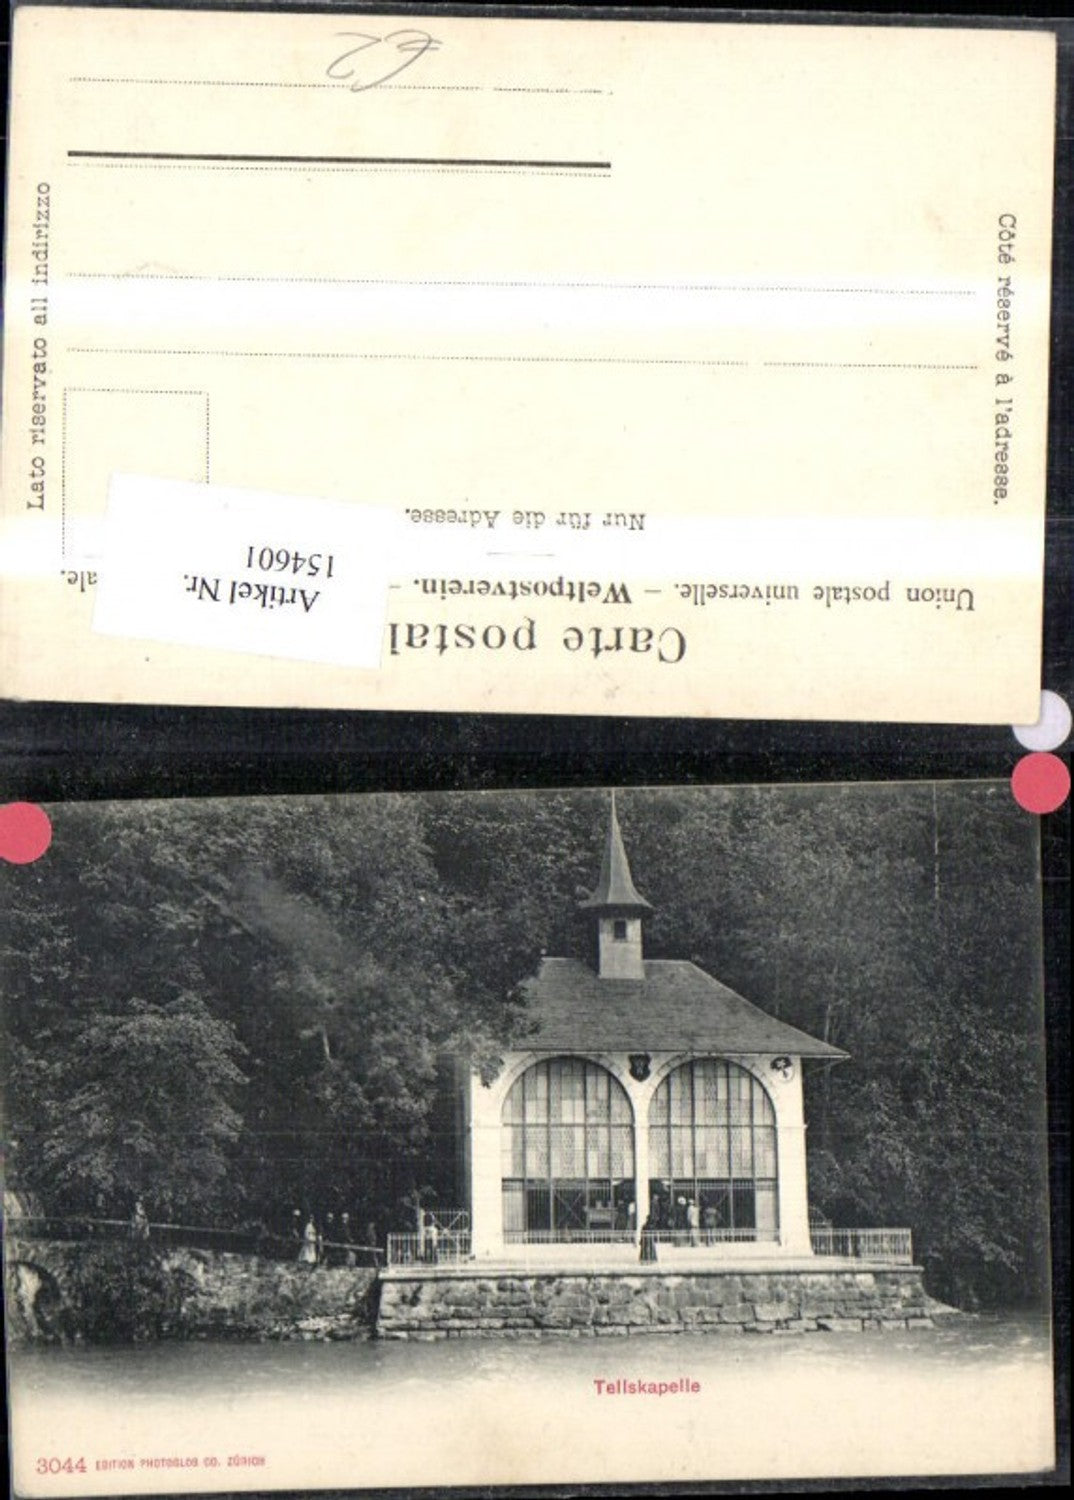 Carte postal
Union postale universelle. – Weltpostverein. –
ale.
Nur für die Adresse.
Côté réservé à l'adresse.
Lato riservato all indirizzo
Artikel Nr.
154601
Tellskapelle
3044 EDITION PHOTOGLOB CO. ZÜRICH